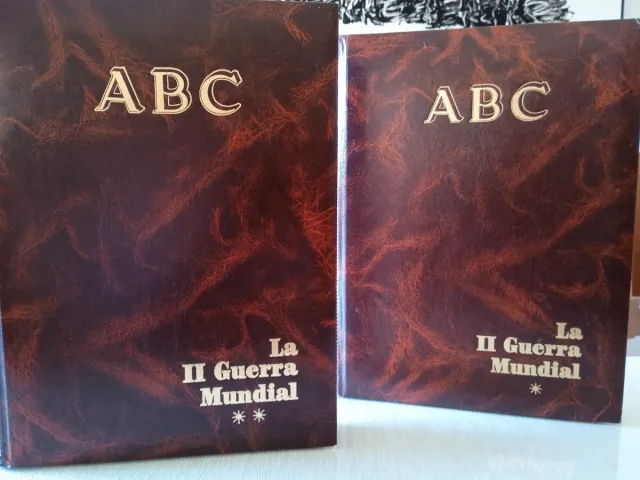 ABC
La
II Guerra
Mundial
**
ABC
La
II Guerra
Mundial
*